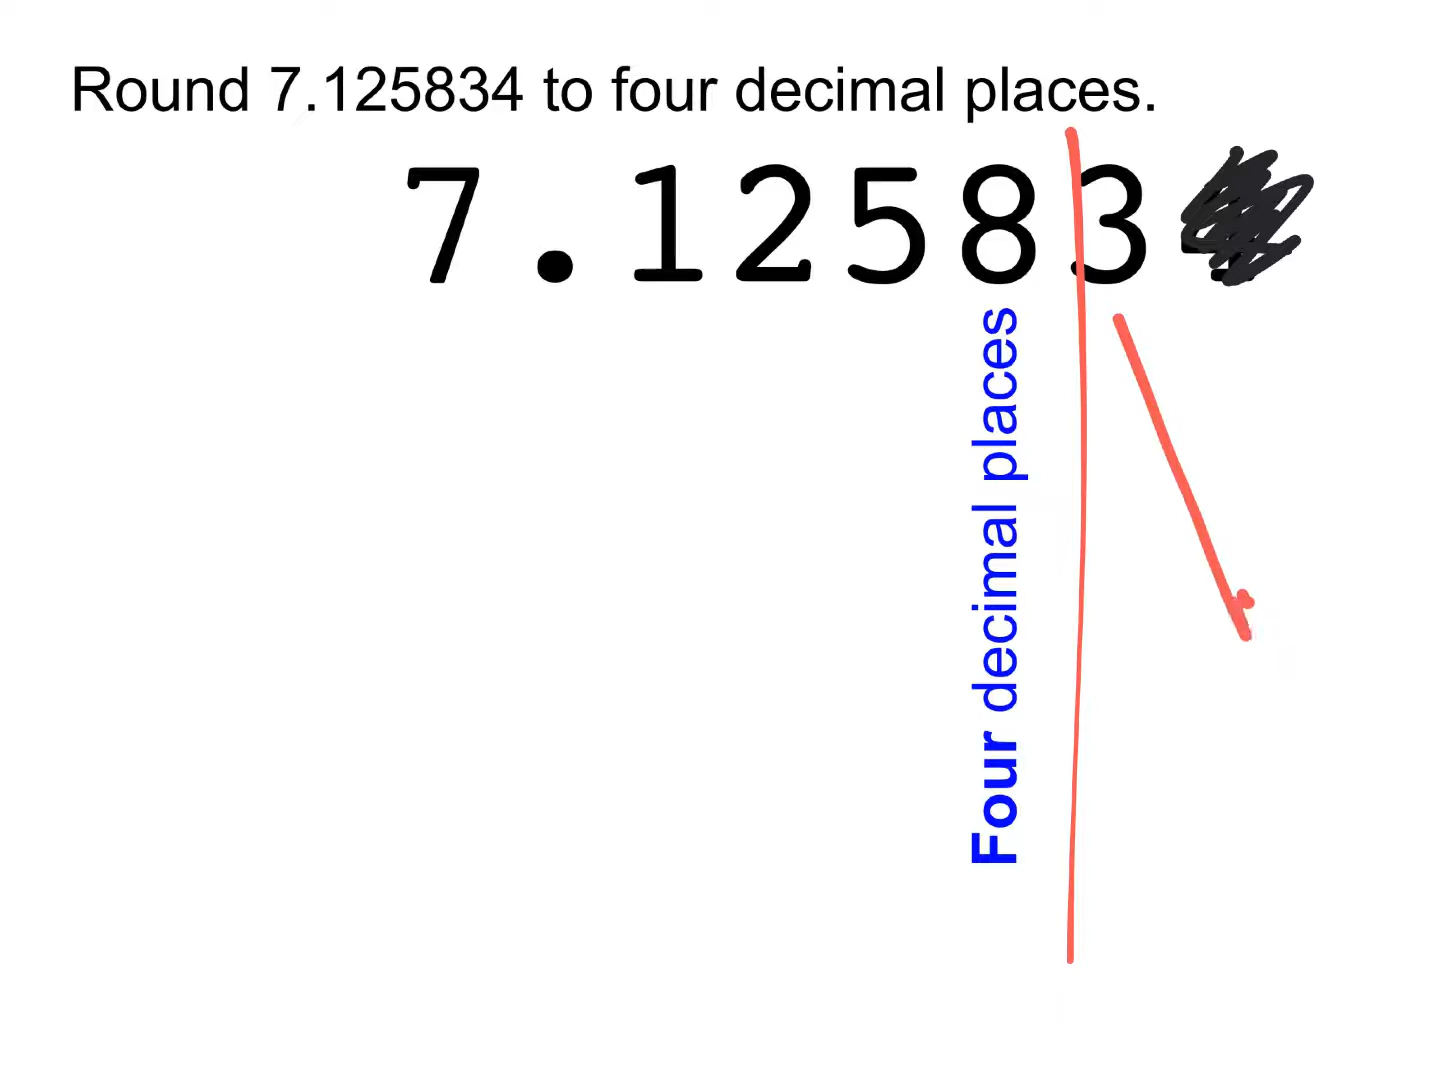 Round 7.125834 to four decimal places.
7.12583
Four decimal places